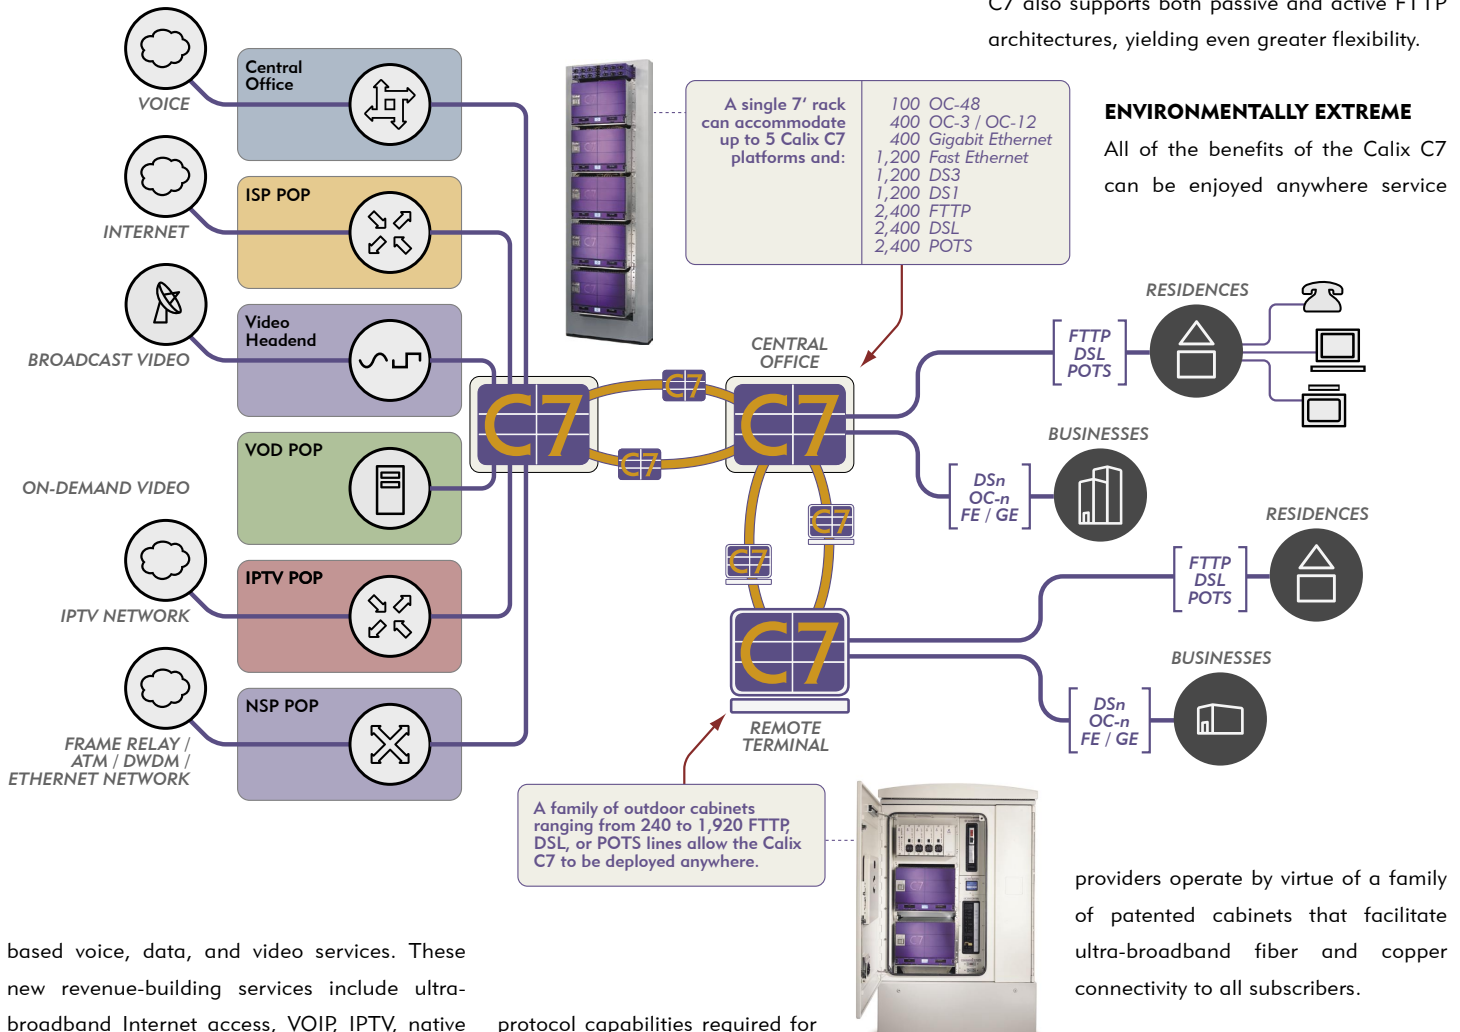 C7 also supports both passive and active FTTP
architectures, yielding even greater flexibility.
ENVIRONMENTALLY EXTREME
All of the benefits of the Calix C7
can be enjoyed anywhere service
VOICE
Central
Office
INTERNET
ISP POP
BROADCAST VIDEO
Video
Headend
ON-DEMAND VIDEO
VOD POP
IPTV NETWORK
IPTV POP
FRAME RELAY /
ATM / DWDM /
ETHERNET NETWORK
NSP POP
A single 7' rack
can accommodate
up to 5 Calix C7
platforms and:
100 OC-48
400 OC-3 / OC-12
400 Gigabit Ethernet
1,200 Fast Ethernet
1,200 DS3
1,200 DS1
2,400 FTTP
2,400 DSL
2,400 POTS
C7
C7
C7
CENTRAL
OFFICE
C7
C7
C7
C7
REMOTE
TERMINAL
FTTP
DSL
POTS
RESIDENCES
DSn
OC-n
FE / GE
BUSINESSES
FTTP
DSL
POTS
RESIDENCES
DSn
OC-n
FE / GE
BUSINESSES
A family of outdoor cabinets
ranging from 240 to 1,920 FTTP,
DSL, or POTS lines allow the Calix
C7 to be deployed anywhere.
based voice, data, and video services. These
new revenue-building services include ultra-
broadband Internet access, VOIP, IPTV, native
protocol capabilities required for
providers operate by virtue of a family
of patented cabinets that facilitate
ultra-broadband fiber and copper
connectivity to all subscribers.